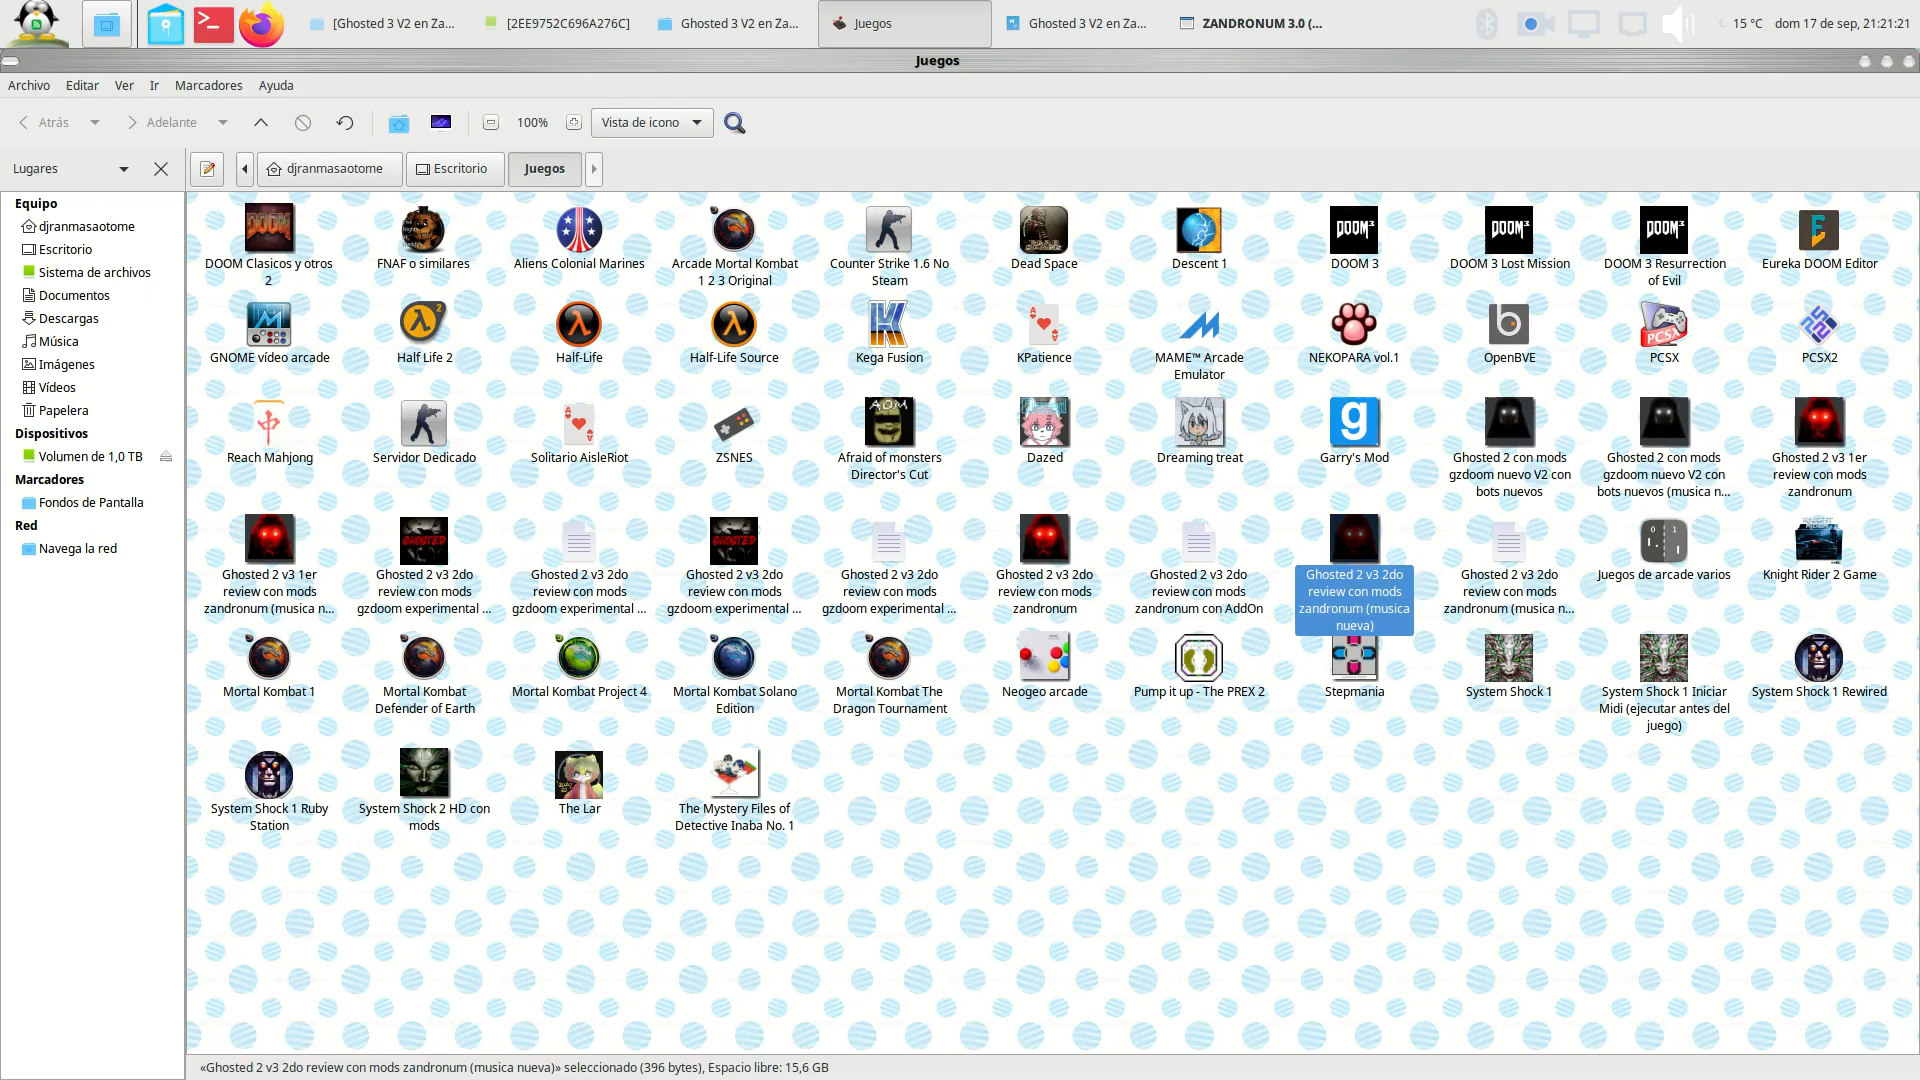 [Ghosted 3 V2 en Za...
[2EE9752C696A276C]
Ghosted 3 V2 en Za...
Juegos
Ghosted 3 V2 en Za...
ZANDRONUM 3.0 (...
15 °C
dom 17 de sep, 21:21:21
Juegos
Archivo Editar Ver Ir Marcadores Ayuda
Atrás
Adelante
100%
Vista de icono
Lugares
djranmasaotome
Escritorio
Juegos
Equipo
djranmasaotome
Escritorio
Sistema de archivos
Documentos
Descargas
Música
Imágenes
Vídeos
Papelera
Dispositivos
Volumen de 1,0 TB
Marcadores
Fondos de Pantalla
Red
Navega la red
DOOM Clasicos y otros
2
FNAF o similares
Aliens Colonial Marines
Arcade Mortal Kombat
1 2 3 Original
Counter Strike 1.6 No
Steam
Dead Space
Descent 1
DOOM 3
DOOM 3 Lost Mission
DOOM 3 Resurrection
of Evil
Eureka DOOM Editor
GNOME vídeo arcade
Half Life 2
Half-Life
Half-Life Source
Kega Fusion
KPatience
MAME™ Arcade
Emulator
NEKOPARA vol.1
OpenBVE
PCSX
PCSX2
Reach Mahjong
Servidor Dedicado
Solitario AisleRiot
ZSNES
Afraid of monsters
Director's Cut
Dazed
Dreaming treat
Garry's Mod
Ghosted 2 con mods
gzdoom nuevo V2 con
bots nuevos
Ghosted 2 con mods
gzdoom nuevo V2 con
bots nuevos (musica n...
Ghosted 2 v3 1er
review con mods
zandronum
Ghosted 2 v3 1er
review con mods
zandronum (musica n...
Ghosted 2 v3 2do
review con mods
gzdoom experimental ...
Ghosted 2 v3 2do
review con mods
gzdoom experimental ...
Ghosted 2 v3 2do
review con mods
gzdoom experimental ...
Ghosted 2 v3 2do
review con mods
gzdoom experimental ...
Ghosted 2 v3 2do
review con mods
zandronum
Ghosted 2 v3 2do
review con mods
zandronum con AddOn
Ghosted 2 v3 2do
review con mods
zandronum (musica
nueva)
Ghosted 2 v3 2do
review con mods
zandronum (musica n...
Juegos de arcade varios
Knight Rider 2 Game
Mortal Kombat 1
Mortal Kombat
Defender of Earth
Mortal Kombat Project 4
Mortal Kombat Solano
Edition
Mortal Kombat The
Dragon Tournament
Neogeo arcade
Pump it up - The PREX 2
Stepmania
System Shock 1
System Shock 1 Iniciar
Midi (ejecutar antes del
juego)
System Shock 1 Rewired
System Shock 1 Ruby
Station
System Shock 2 HD con
mods
The Lar
The Mystery Files of
Detective Inaba No. 1
«Ghosted 2 v3 2do review con mods zandronum (musica nueva)» seleccionado (396 bytes), Espacio libre: 15,6 GB